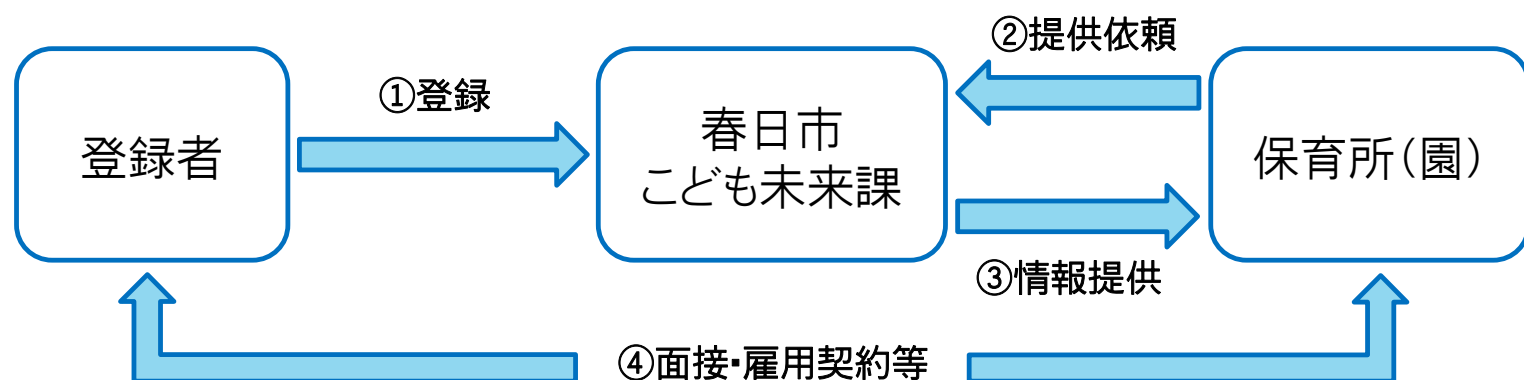 ②提供依頼
①登録
登録者
春日市
こども未来課
保育所(園)
③情報提供
④面接・雇用契約等